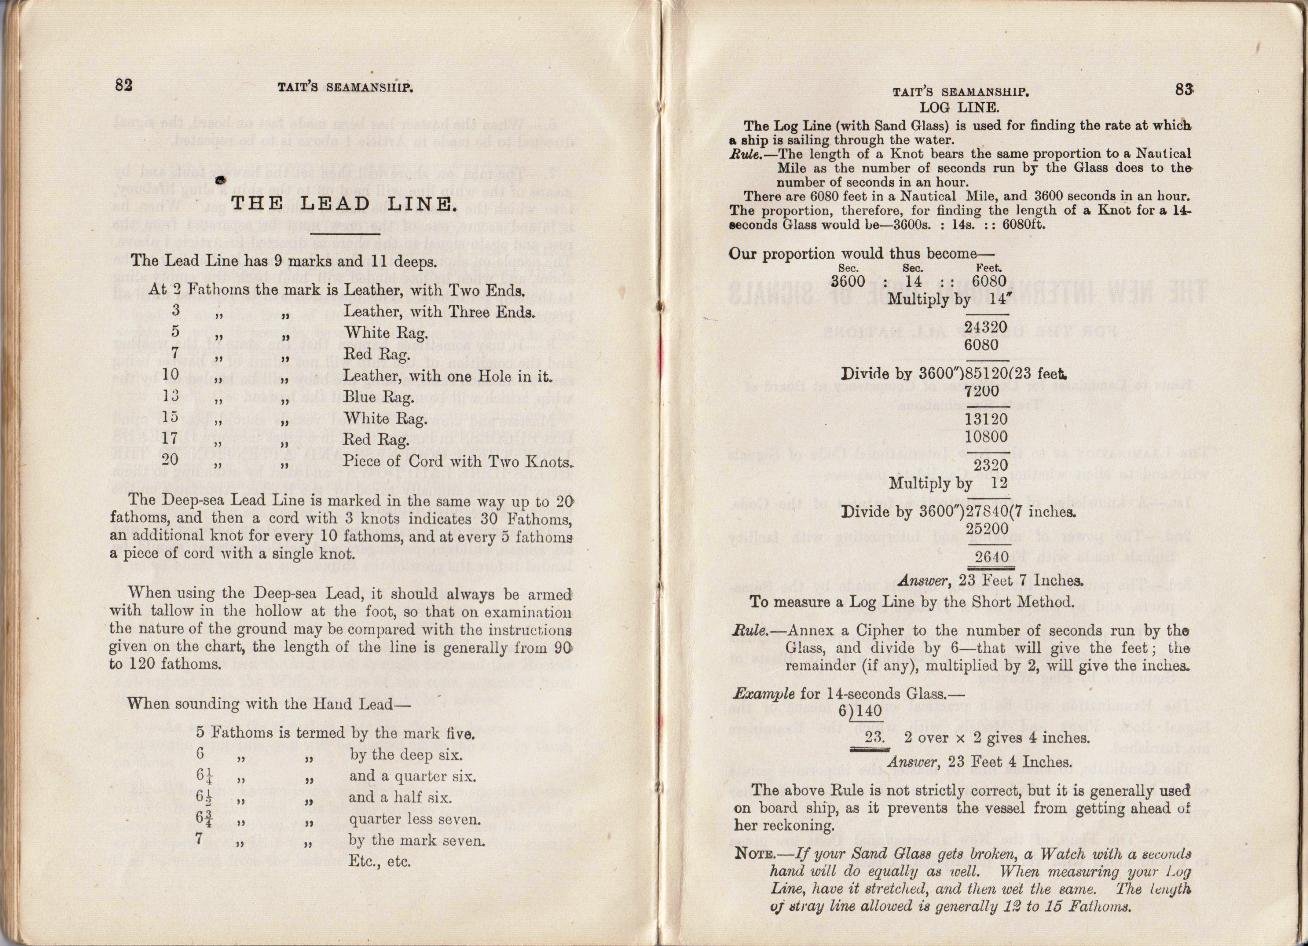 82
TAIT'S SEAMANSHIP.
THE LEAD LINE.
The Lead Line has 9 marks and 11 deeps.
At 2 Fathoms the mark is Leather, with Two Ends.
3 „ „ Leather, with Three Ends.
5 „ „ White Rag.
7 „ „ Red Rag.
10 „ „ Leather, with one Hole in it.
13 „ „ Blue Rag.
15 „ „ White Rag.
17 „ „ Red Rag.
20 „ „ Piece of Cord with Two Knots.
The Deep-sea Lead Line is marked in the same way up to 20
fathoms, and then a cord with 3 knots indicates 30 Fathoms,
an additional knot for every 10 fathoms, and at every 5 fathoms
a piece of cord with a single knot.
When using the Deep-sea Lead, it should always be armed
with tallow in the hollow at the foot, so that on examination
the nature of the ground may be compared with the instructions
given on the chart, the length of the line is generally from 90
to 120 fathoms.
When sounding with the Hand Lead—
5 Fathoms is termed by the mark five.
6 „ „ by the deep six.
6¼ „ „ and a quarter six.
6½ „ „ and a half six.
6¾ „ „ quarter less seven.
7 „ „ by the mark seven.
Etc., etc.
TAIT'S SEAMANSHIP.
83
LOG LINE.
The Log Line (with Sand Glass) is used for finding the rate at which
a ship is sailing through the water.
Rule.—The length of a Knot bears the same proportion to a Nautical
Mile as the number of seconds run by the Glass does to the
number of seconds in an hour.
There are 6080 feet in a Nautical Mile, and 3600 seconds in an hour.
The proportion, therefore, for finding the length of a Knot for a 14-
seconds Glass would be—3600s. : 14s. :: 6080ft.
Our proportion would thus become—
Sec. Sec. Feet.
3600 : 14 :: 6080
Multiply by 14"
24320
6080
Divide by 3600")85120(23 feet.
7200
13120
10800
2320
Multiply by 12
Divide by 3600")27840(7 inches.
25200
2640
Answer, 23 Feet 7 Inches.
To measure a Log Line by the Short Method.
Rule.—Annex a Cipher to the number of seconds run by the
Glass, and divide by 6—that will give the feet; the
remainder (if any), multiplied by 2, will give the inches.
Example for 14-seconds Glass.—
6)140
23. 2 over × 2 gives 4 inches.
Answer, 23 Feet 4 Inches.
The above Rule is not strictly correct, but it is generally used
on board ship, as it prevents the vessel from getting ahead of
her reckoning.
NOTE.—If your Sand Glass gets broken, a Watch with a seconds
hand will do equally as well. When measuring your Log
Line, have it stretched, and then wet the same. The length
of stray line allowed is generally 12 to 15 Fathoms.